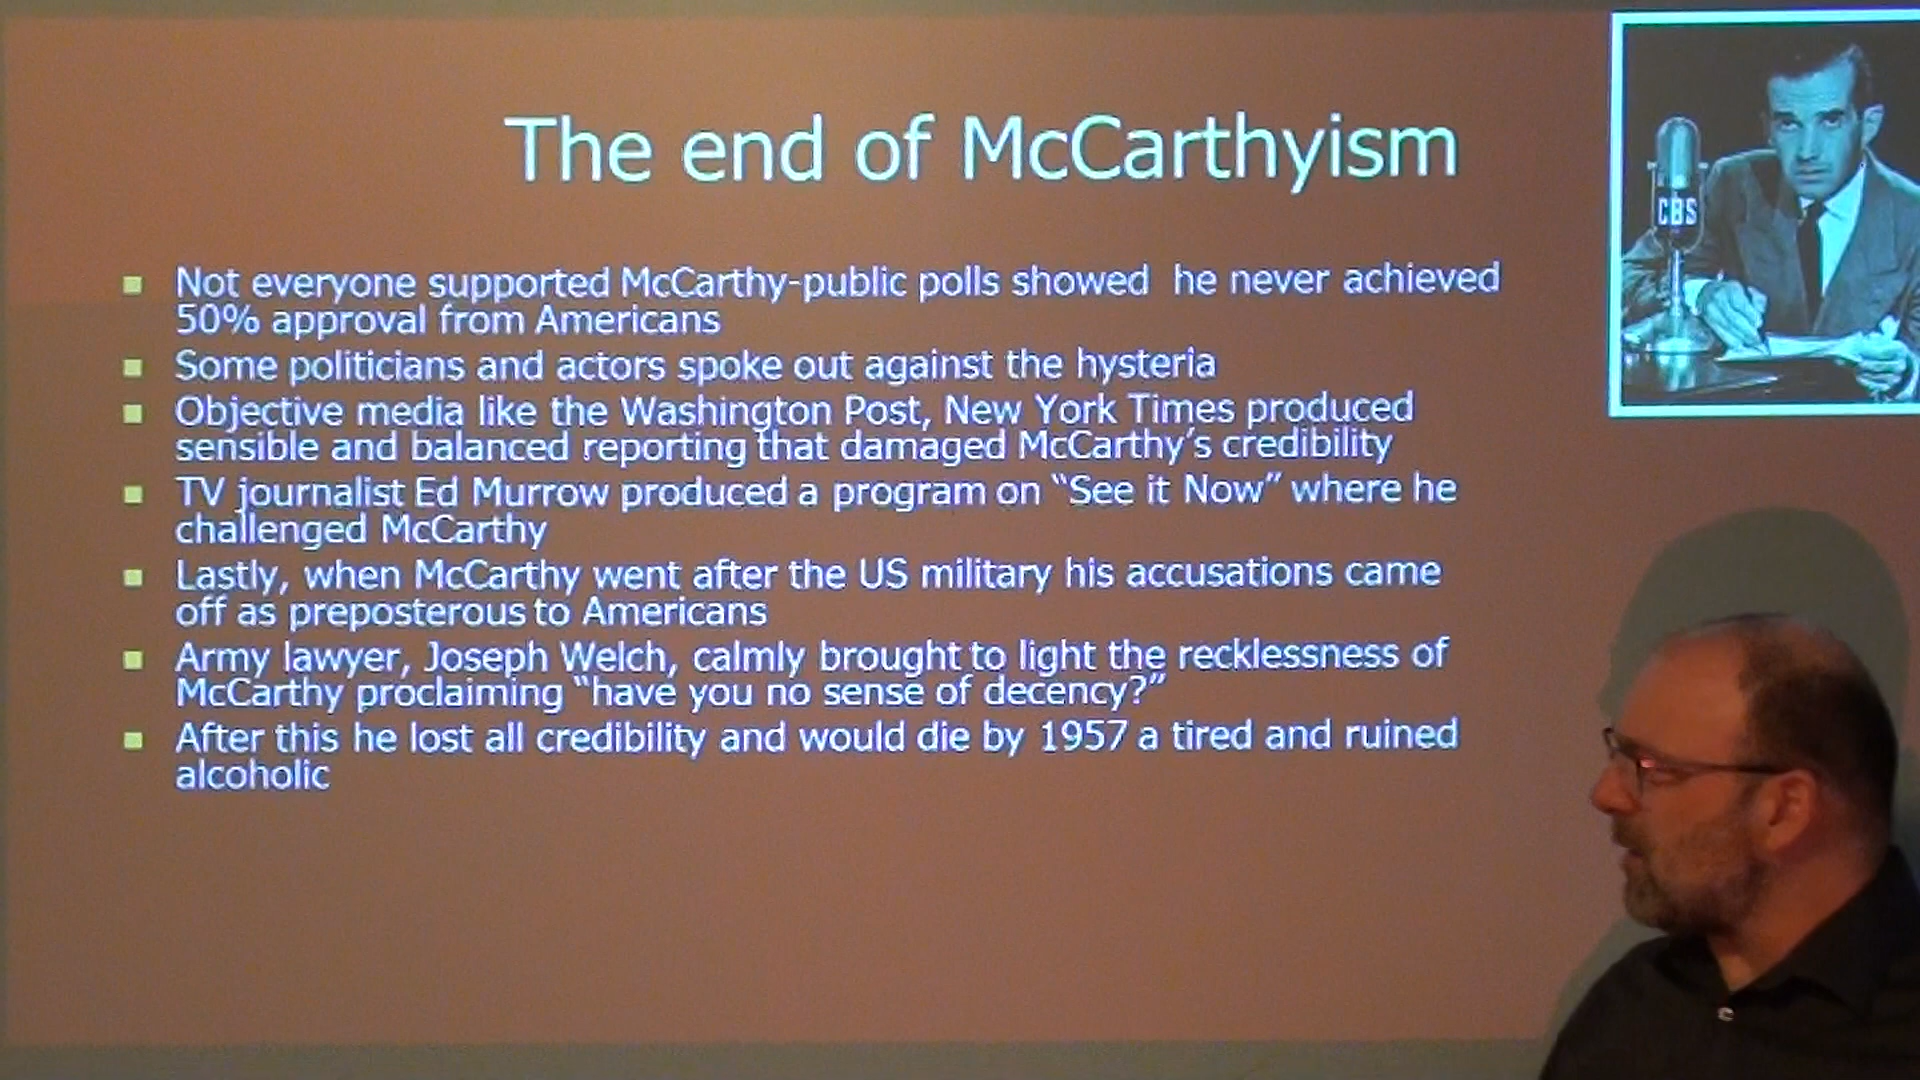 The end of McCarthyism
CBS
Not everyone supported McCarthy-public polls showed he never achieved
50% approval from Americans
Some politicians and actors spoke out against the hysteria
Objective media like the Washington Post, New York Times produced
sensible and balanced reporting that damaged McCarthy's credibility
TV journalist Ed Murrow produced a program on “See it Now” where he
challenged McCarthy
Lastly, when McCarthy went after the US military his accusations came
off as preposterous to Americans
Army lawyer, Joseph Welch, calmly brought to light the recklessness of
McCarthy proclaiming “have you no sense of decency?”
After this he lost all credibility and would die by 1957 a tired and ruined
alcoholic